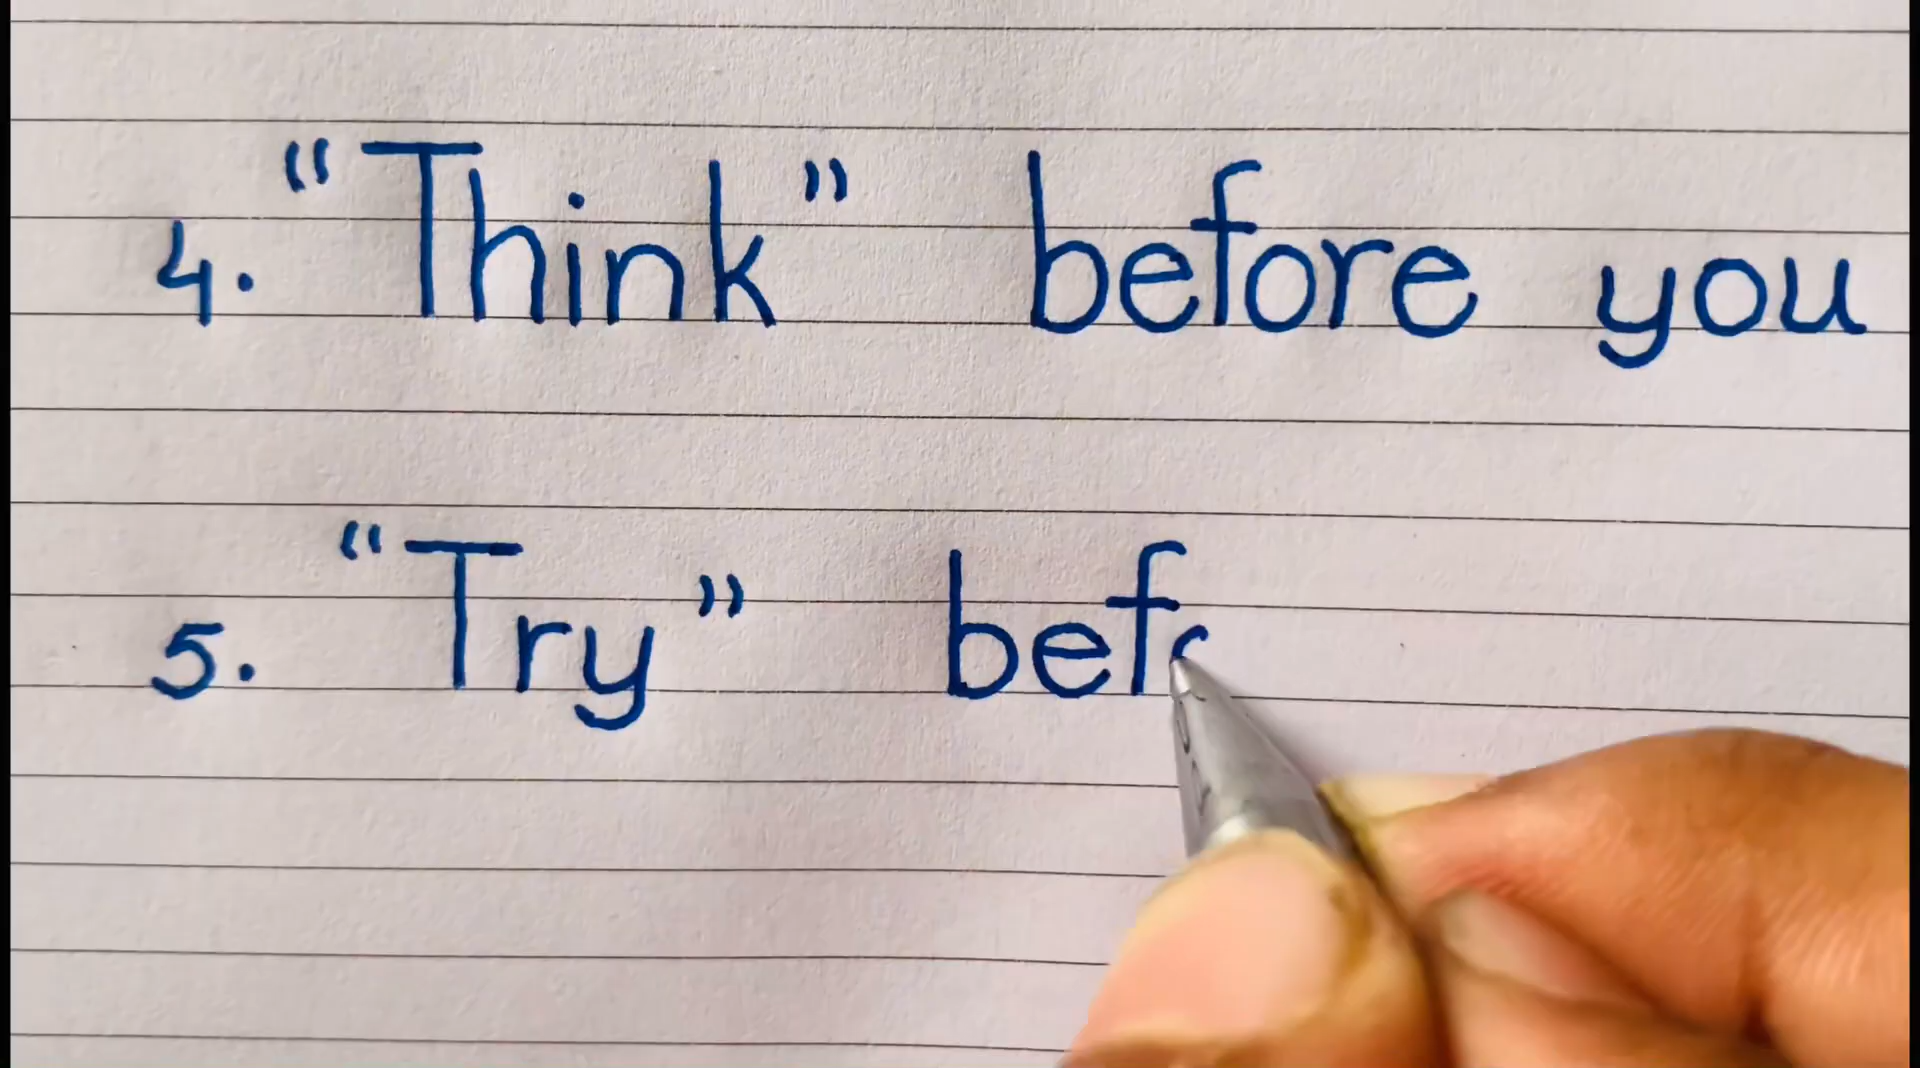 4. “Think” before you
5. “Try” bef